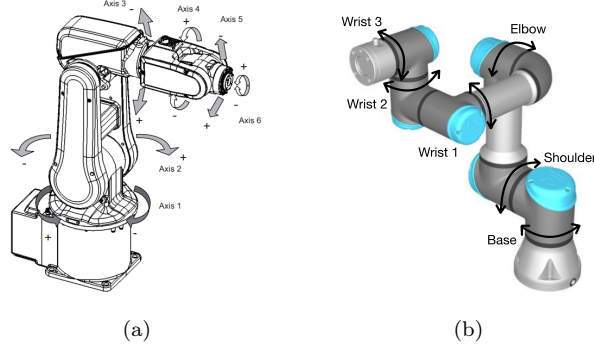 Axis 3
-
Axis 4
+
Axis 5
-
+
-
-
+
+
Axis 6
-
+
Axis 2
Axis 1
+
-
(a)
Wrist 3
Elbow
Wrist 2
Wrist 1
Shoulder
Base
(b)